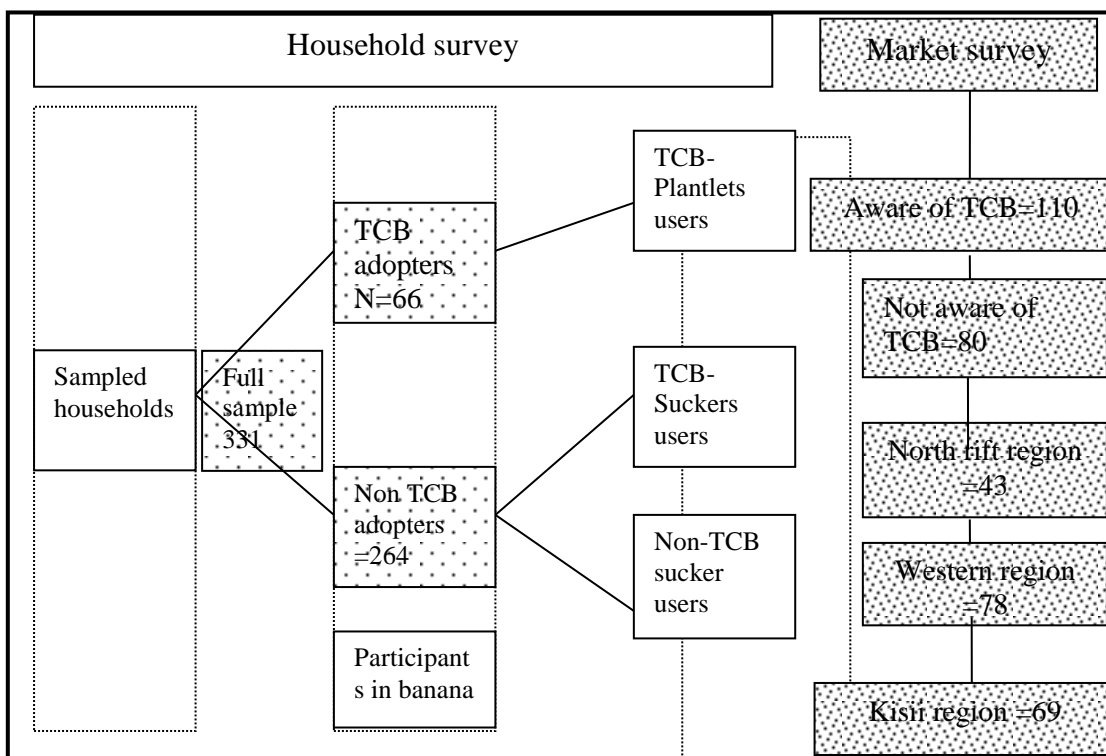 Household survey
Market survey
Sampled
households
Full
sample
331
TCB
adopters
N=66
Non TCB
adopters
=264
Participant
s in banana
TCB-
Plantlets
users
TCB-
Suckers
users
Non-TCB
sucker
users
Aware of TCB=110
Not aware of
TCB=80
North rift region
=43
Western region
=78
Kisii region =69